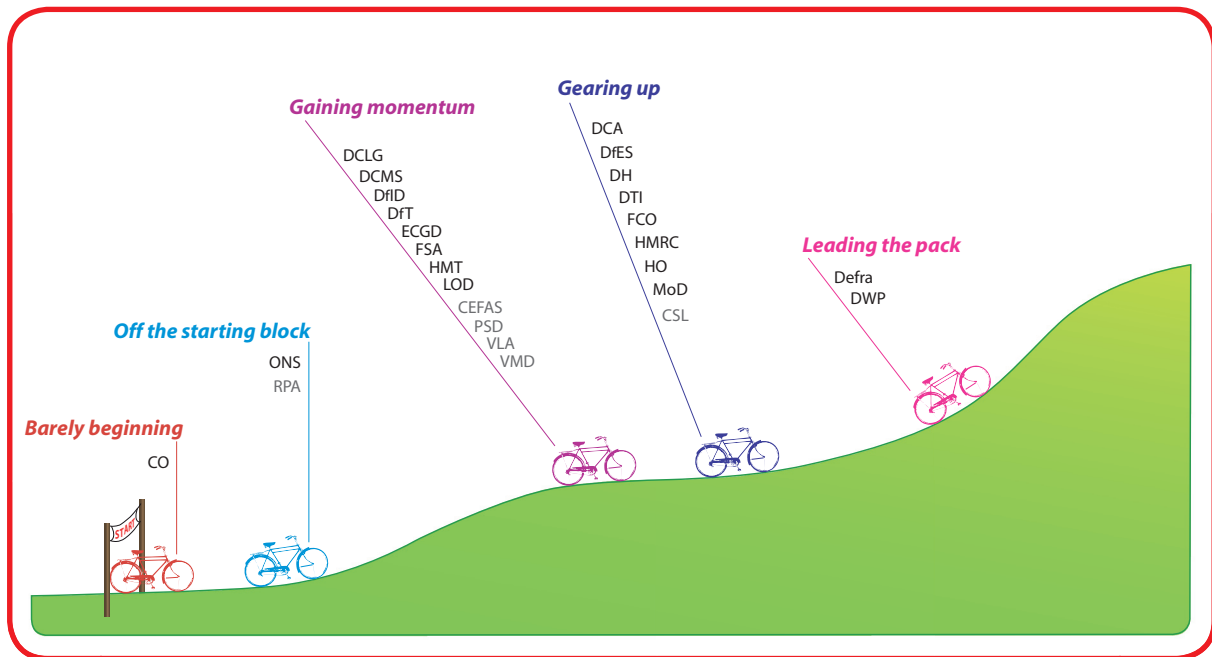 Barely beginning
CO
START
Off the starting block
ONS
RPA
Gaining momentum
DCLG
DCMS
DfID
DfT
ECGD
FSA
HMT
LOD
CEFAS
PSD
VLA
VMD
Gearing up
DCA
DfES
DH
DTI
FCO
HMRC
HO
MoD
CSL
Leading the pack
Defra
DWP